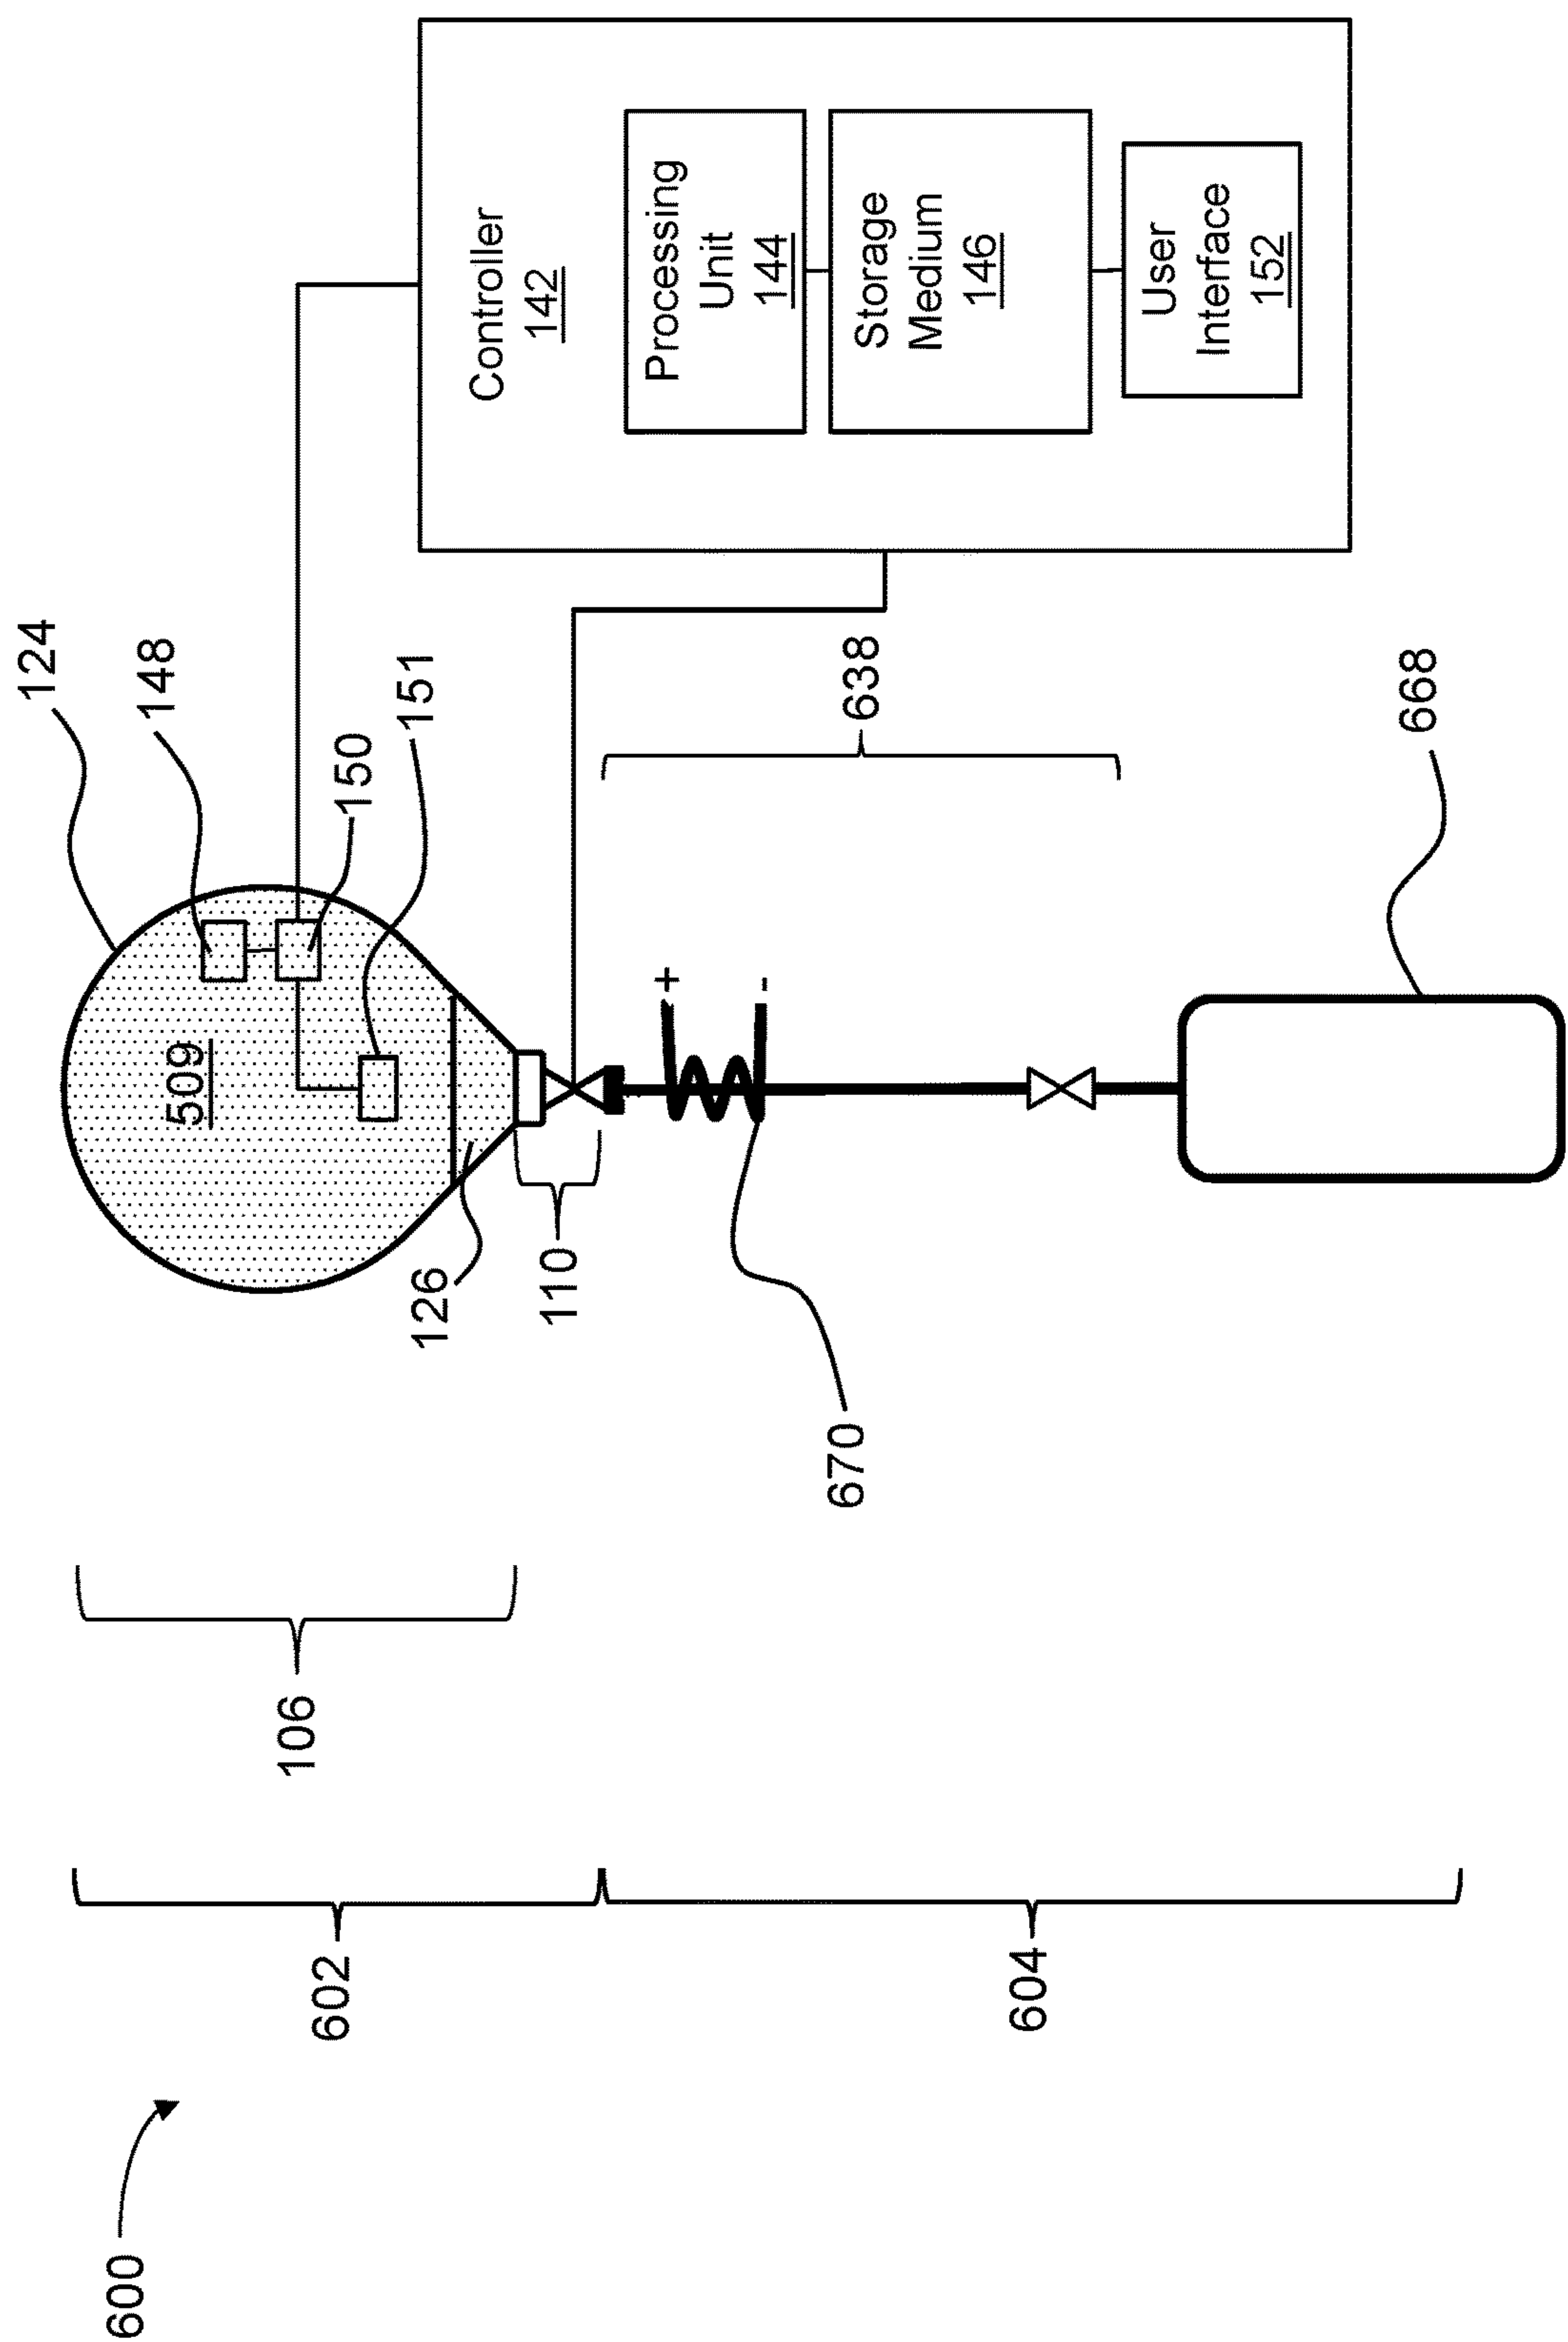 600
124
148
509
106
602
150
151
126
110
Controller
142
Processing
Unit
144
Storage
Medium
146
User
Interface
152
+
-
670
638
604
668